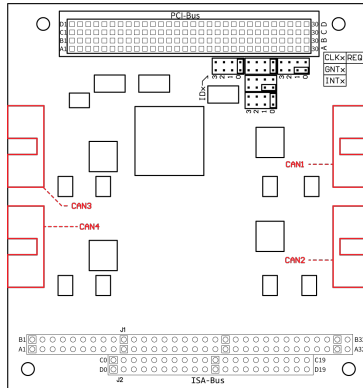 PCI-Bus
D1 30 D
C1 30 C
B1 30 B
A1 30 A
CLKx REQ
GNTx
INTx
IDx
3 2 1 0
3 2 1 0
3 2 1 0
CAN1
CAN3
CAN4
CAN2
J1
B1 B32
A1 A32
C0 C19
D0 D19
J2
ISA-Bus